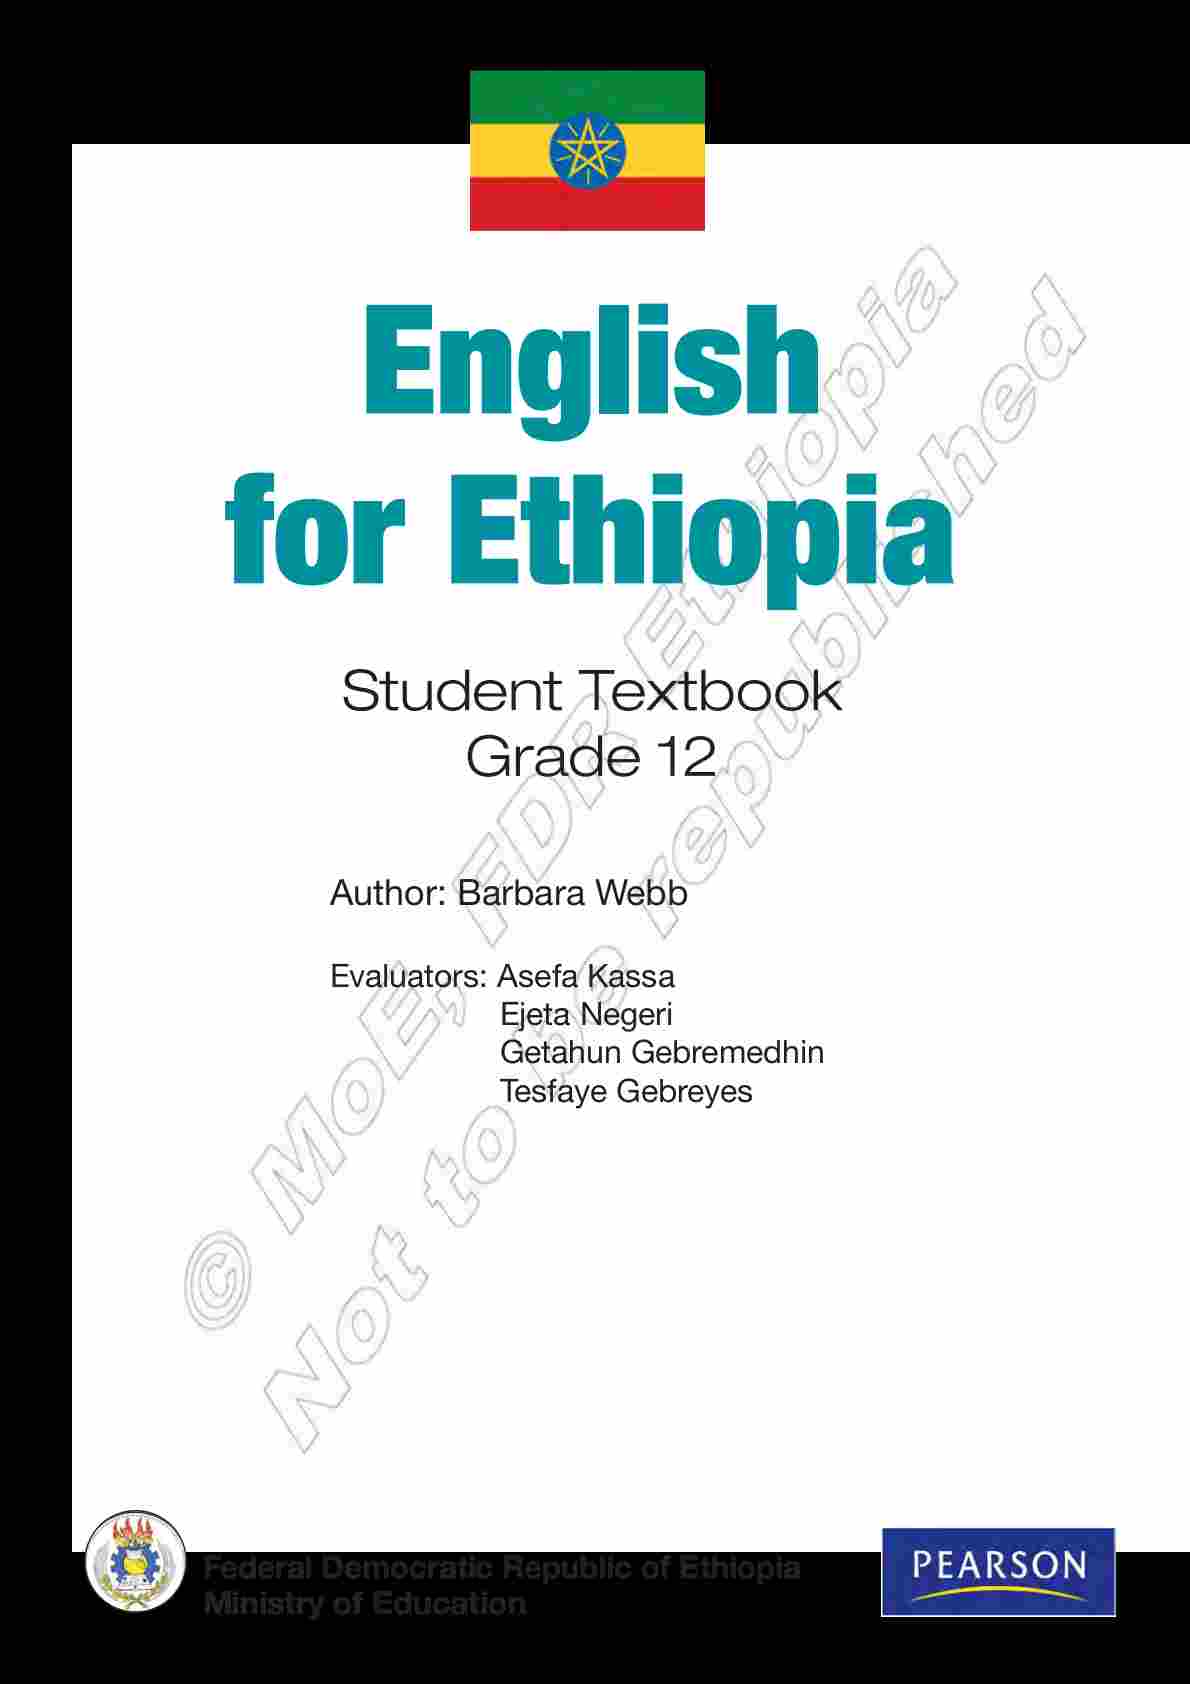 English
for Ethiopia
Student Textbook
Grade 12
Author: Barbara Webb
Evaluators: Asefa Kassa
Ejeta Negeri
Getahun Gebremedhin
Tesfaye Gebreyes
© MoE, FDR Ethiopia
Not to be republished
Federal Democratic Republic of Ethiopia
Ministry of Education
PEARSON